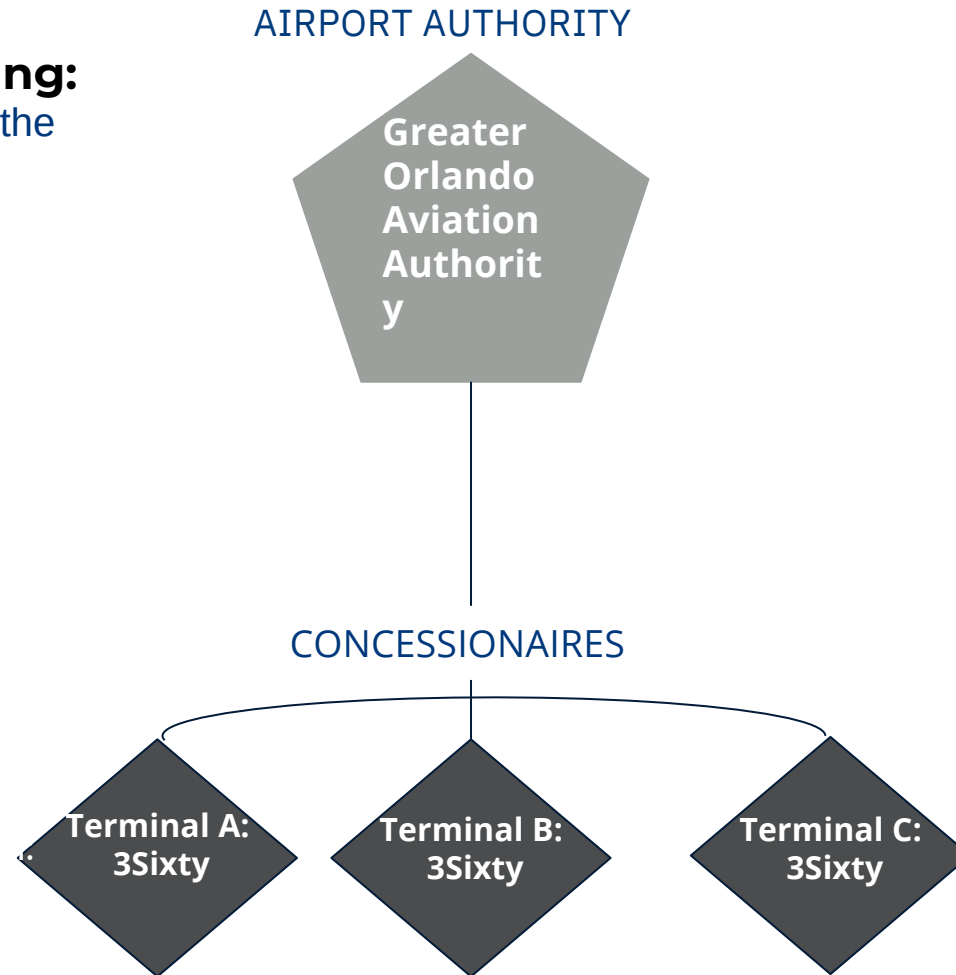 AIRPORT AUTHORITY
ng:
the
Greater
Orlando
Aviation
Authorit
y
CONCESSIONAIRES
Terminal A:
3Sixty
Terminal B:
3Sixty
Terminal C:
3Sixty